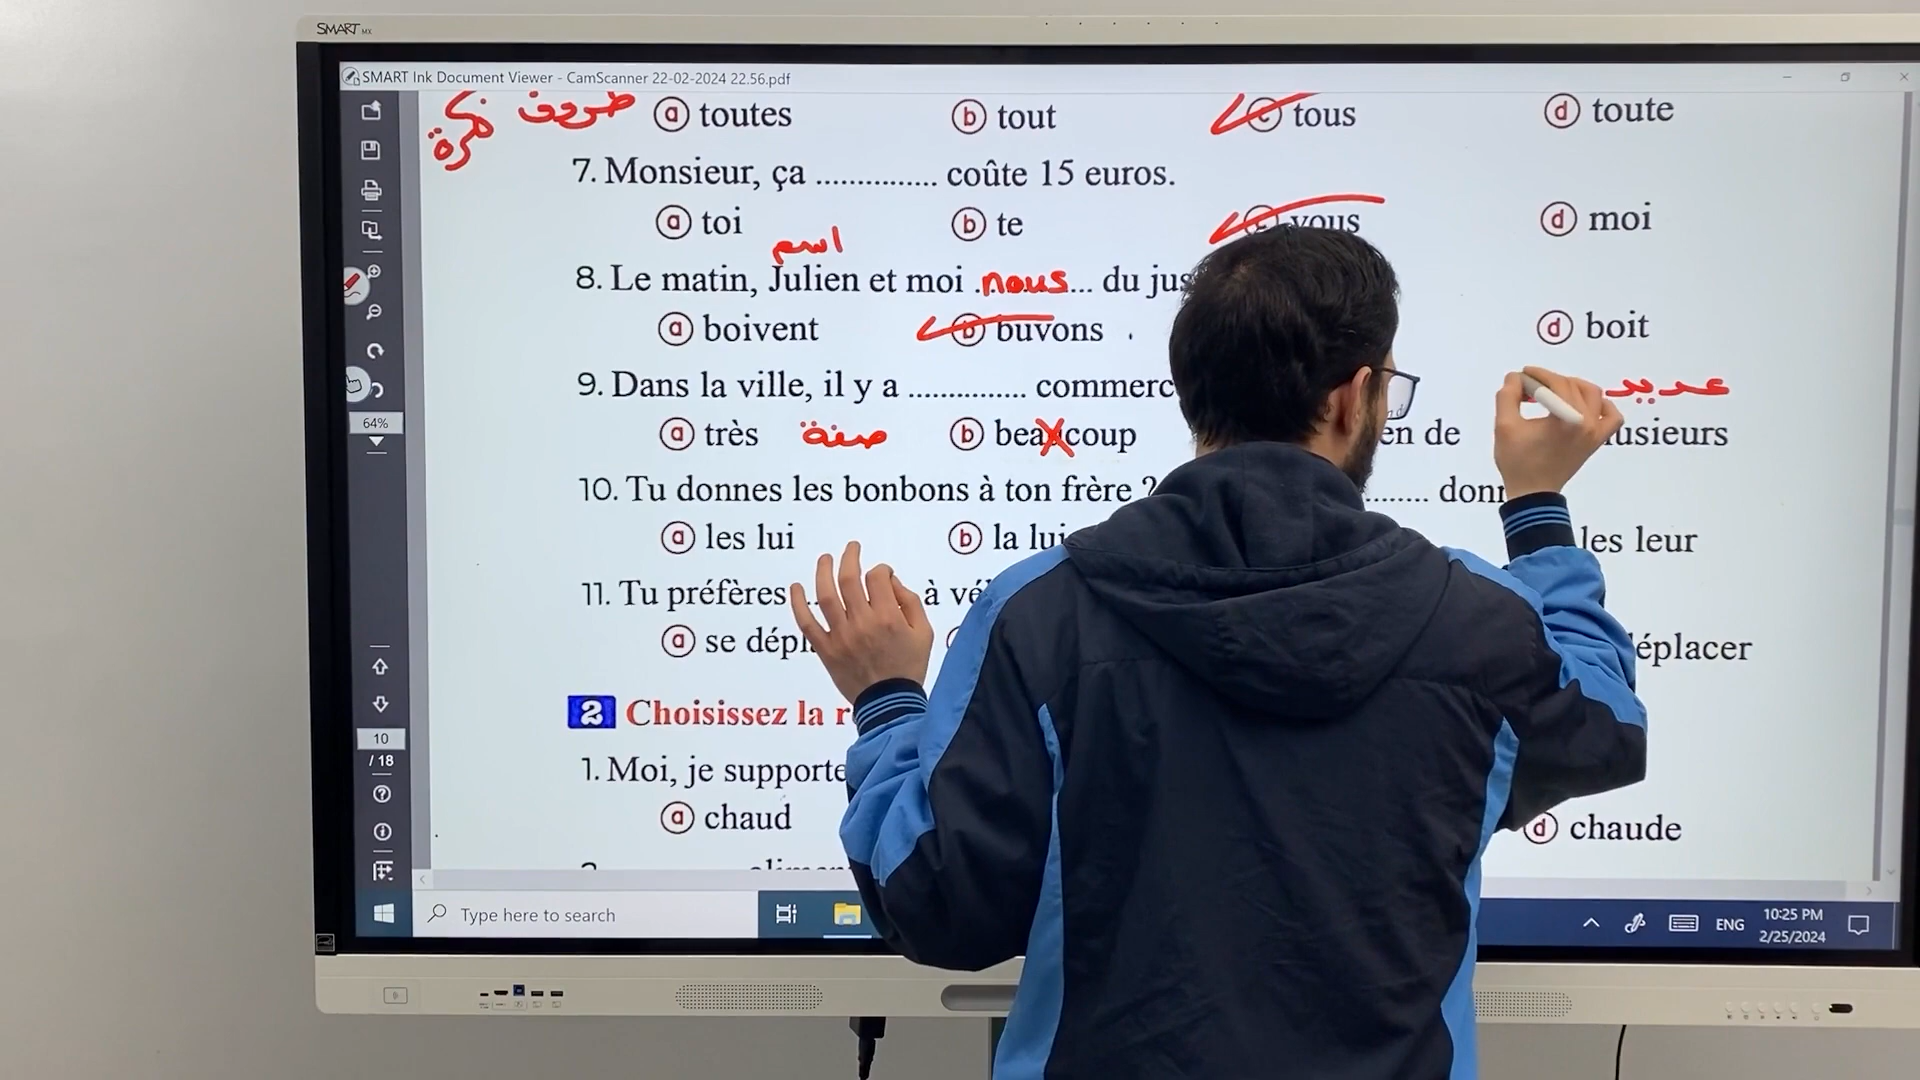 SMART MX
SMART Ink Document Viewer - CamScanner 22-02-2024 22.56.pdf
ظروف نكرة
a toutes b tout c tous d toute
7. Monsieur, ça .............. coûte 15 euros.
a toi b te c vous d moi
اسم
8. Le matin, Julien et moi nous ... du jus
a boivent b buvons d boit
9. Dans la ville, il y a .............. commerc
عديد
a très صفة b beaucoup en de lusieurs
10. Tu donnes les bonbons à ton frère ? ........ donn
a les lui b la lui les leur
11. Tu préfères ... à vé
a se dépl éplacer
2 Choisissez la r
1. Moi, je supporte
a chaud d chaude
64%
10
/ 18
Type here to search
ENG
10:25 PM
2/25/2024